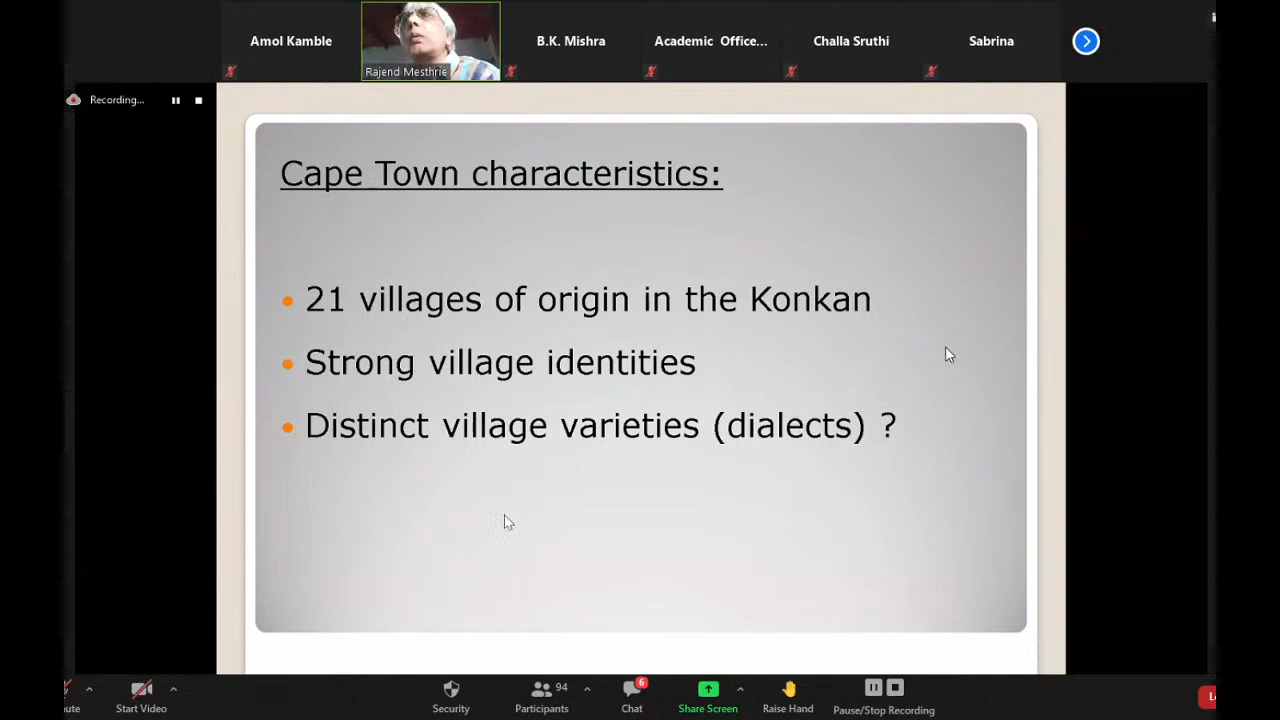 Amol Kamble
Rajend Mesthrie
B.K. Mishra
Academic Office...
Challa Sruthi
Sabrina
Recording...
Cape Town characteristics:
• 21 villages of origin in the Konkan
• Strong village identities
• Distinct village varieties (dialects) ?
ute
Start Video
Security
94
Participants
6
Chat
Share Screen
Raise Hand
Pause/Stop Recording